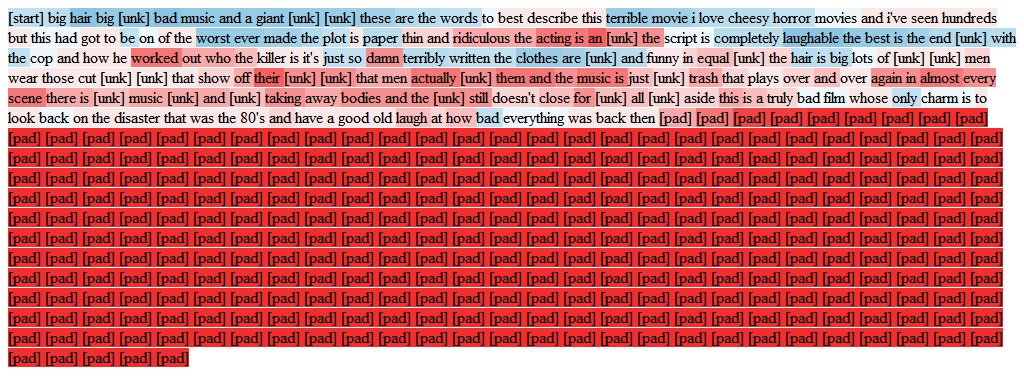 [start] big hair big [unk] bad music and a giant [unk] [unk] these are the words to best describe this terrible movie i love cheesy horror movies and i've seen hundreds
but this had got to be on of the worst ever made the plot is paper thin and ridiculous the acting is an [unk] the script is completely laughable the best is the end [unk] with
the cop and how he worked out who the killer is it's just so damn terribly written the clothes are [unk] and funny in equal [unk] the hair is big lots of [unk] [unk] men
wear those cut [unk] [unk] that show off their [unk] [unk] that men actually [unk] them and the music is just [unk] trash that plays over and over again in almost every
scene there is [unk] music [unk] and [unk] taking away bodies and the [unk] still doesn't close for [unk] all [unk] aside this is a truly bad film whose only charm is to
look back on the disaster that was the 80's and have a good old laugh at how bad everything was back then [pad] [pad] [pad] [pad] [pad] [pad] [pad] [pad] [pad]
[pad] [pad] [pad] [pad] [pad] [pad] [pad] [pad] [pad] [pad] [pad] [pad] [pad] [pad] [pad] [pad] [pad] [pad] [pad] [pad] [pad] [pad] [pad] [pad] [pad] [pad] [pad]
[pad] [pad] [pad] [pad] [pad] [pad] [pad] [pad] [pad] [pad] [pad] [pad] [pad] [pad] [pad] [pad] [pad] [pad] [pad] [pad] [pad] [pad] [pad] [pad] [pad] [pad] [pad]
[pad] [pad] [pad] [pad] [pad] [pad] [pad] [pad] [pad] [pad] [pad] [pad] [pad] [pad] [pad] [pad] [pad] [pad] [pad] [pad] [pad] [pad] [pad] [pad] [pad] [pad] [pad]
[pad] [pad] [pad] [pad] [pad] [pad] [pad] [pad] [pad] [pad] [pad] [pad] [pad] [pad] [pad] [pad] [pad] [pad] [pad] [pad] [pad] [pad] [pad] [pad] [pad] [pad] [pad]
[pad] [pad] [pad] [pad] [pad] [pad] [pad] [pad] [pad] [pad] [pad] [pad] [pad] [pad] [pad] [pad] [pad] [pad] [pad] [pad] [pad] [pad] [pad] [pad] [pad] [pad] [pad]
[pad] [pad] [pad] [pad] [pad] [pad] [pad] [pad] [pad] [pad] [pad] [pad] [pad] [pad] [pad] [pad] [pad] [pad] [pad] [pad] [pad] [pad] [pad] [pad] [pad] [pad] [pad]
[pad] [pad] [pad] [pad] [pad] [pad] [pad] [pad] [pad] [pad] [pad] [pad] [pad] [pad] [pad] [pad] [pad] [pad] [pad] [pad] [pad] [pad] [pad] [pad] [pad] [pad] [pad]
[pad] [pad] [pad] [pad] [pad] [pad] [pad] [pad] [pad] [pad] [pad] [pad] [pad] [pad] [pad] [pad] [pad] [pad] [pad] [pad] [pad] [pad] [pad] [pad] [pad] [pad] [pad]
[pad] [pad] [pad] [pad] [pad] [pad] [pad] [pad] [pad] [pad] [pad] [pad] [pad] [pad] [pad] [pad] [pad] [pad] [pad] [pad] [pad] [pad] [pad] [pad] [pad] [pad] [pad]
[pad] [pad] [pad] [pad] [pad] [pad] [pad] [pad] [pad] [pad] [pad] [pad] [pad] [pad] [pad] [pad] [pad] [pad] [pad] [pad] [pad] [pad] [pad] [pad] [pad] [pad] [pad]
[pad] [pad] [pad] [pad] [pad] [pad] [pad] [pad] [pad] [pad] [pad] [pad] [pad] [pad] [pad] [pad] [pad] [pad] [pad] [pad] [pad] [pad] [pad] [pad] [pad] [pad] [pad]
[pad] [pad] [pad] [pad] [pad]